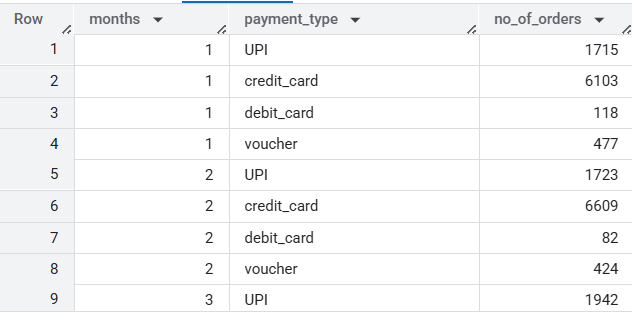 Row months payment_type no_of_orders
1 1 UPI 1715
2 1 credit_card 6103
3 1 debit_card 118
4 1 voucher 477
5 2 UPI 1723
6 2 credit_card 6609
7 2 debit_card 82
8 2 voucher 424
9 3 UPI 1942